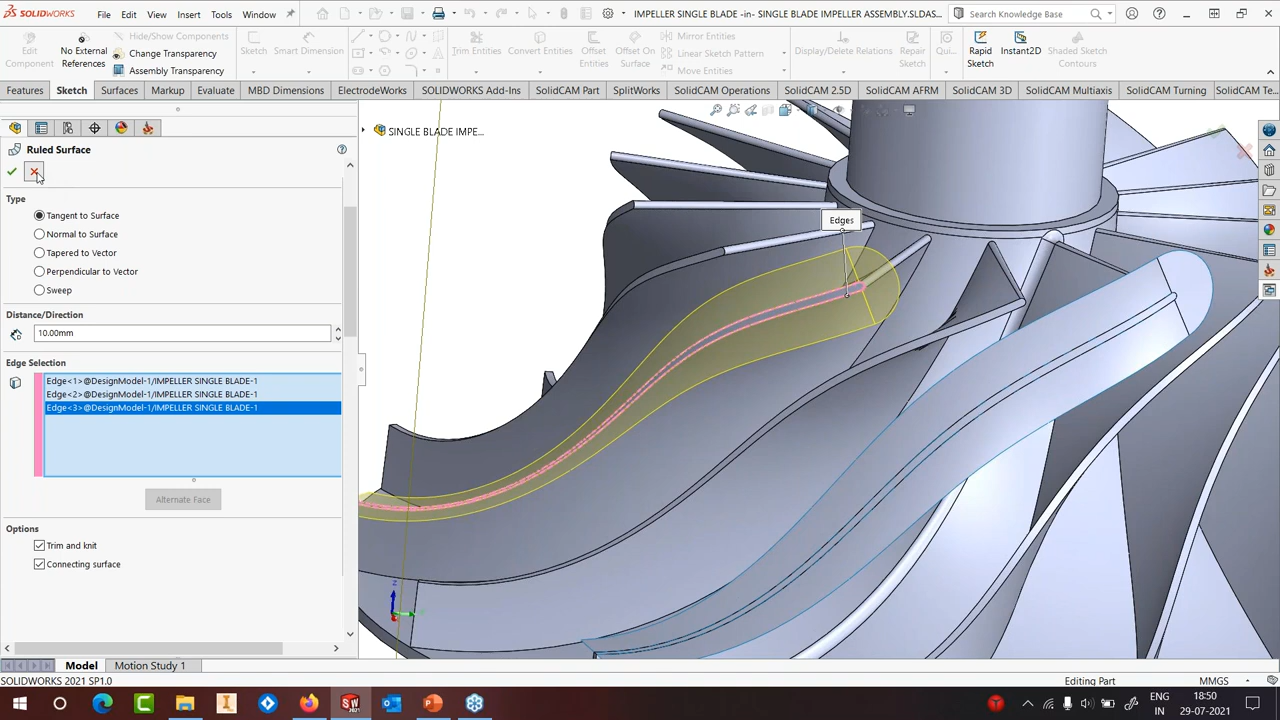 SOLIDWORKS
File
Edit
View
Insert
Tools
Window
IMPELLER SINGLE BLADE -in- SINGLE BLADE IMPELLER ASSEMBLY.SLDAS...
Search Knowledge Base
Edit
Component
No External
References
Hide/Show Components
Change Transparency
Assembly Transparency
Sketch
Smart Dimension
Trim Entities
Convert Entities
Offset
Entities
Offset On
Surface
Mirror Entities
Linear Sketch Pattern
Move Entities
Display/Delete Relations
Repair
Sketch
Qui...
Rapid
Sketch
Instant2D
Shaded Sketch
Contours
Features
Sketch
Surfaces
Markup
Evaluate
MBD Dimensions
ElectrodeWorks
SOLIDWORKS Add-Ins
SolidCAM Part
SplitWorks
SolidCAM Operations
SolidCAM 2.5D
SolidCAM AFRM
SolidCAM 3D
SolidCAM Multiaxis
SolidCAM Turning
SolidCAM Te...
SINGLE BLADE IMPE...
Ruled Surface
Type
Tangent to Surface
Normal to Surface
Tapered to Vector
Perpendicular to Vector
Sweep
Distance/Direction
10.00mm
Edge Selection
Edge<1>@DesignModel-1/IMPELLER SINGLE BLADE-1
Edge<2>@DesignModel-1/IMPELLER SINGLE BLADE-1
Edge<3>@DesignModel-1/IMPELLER SINGLE BLADE-1
Alternate Face
Options
Trim and knit
Connecting surface
Edges
Model
Motion Study 1
SOLIDWORKS 2021 SP1.0
Editing Part
MMGS
ENG
IN
18:50
29-07-2021